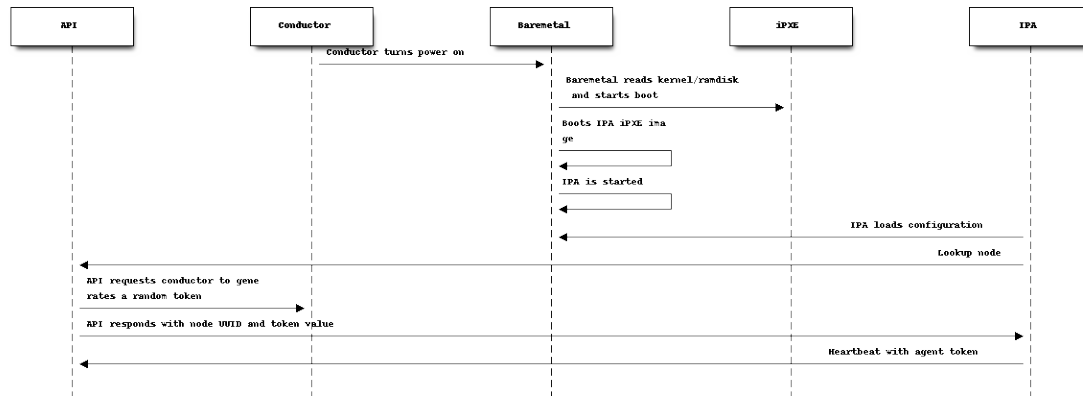 API
Conductor
Baremetal
iPXE
IPA
Conductor turns power on
Baremetal reads kernel/ramdisk
and starts boot
Boots IPA iPXE ima
ge
IPA is started
IPA loads configuration
Lookup node
API requests conductor to gene
rates a random token
API responds with node UUID and token value
Heartbeat with agent token